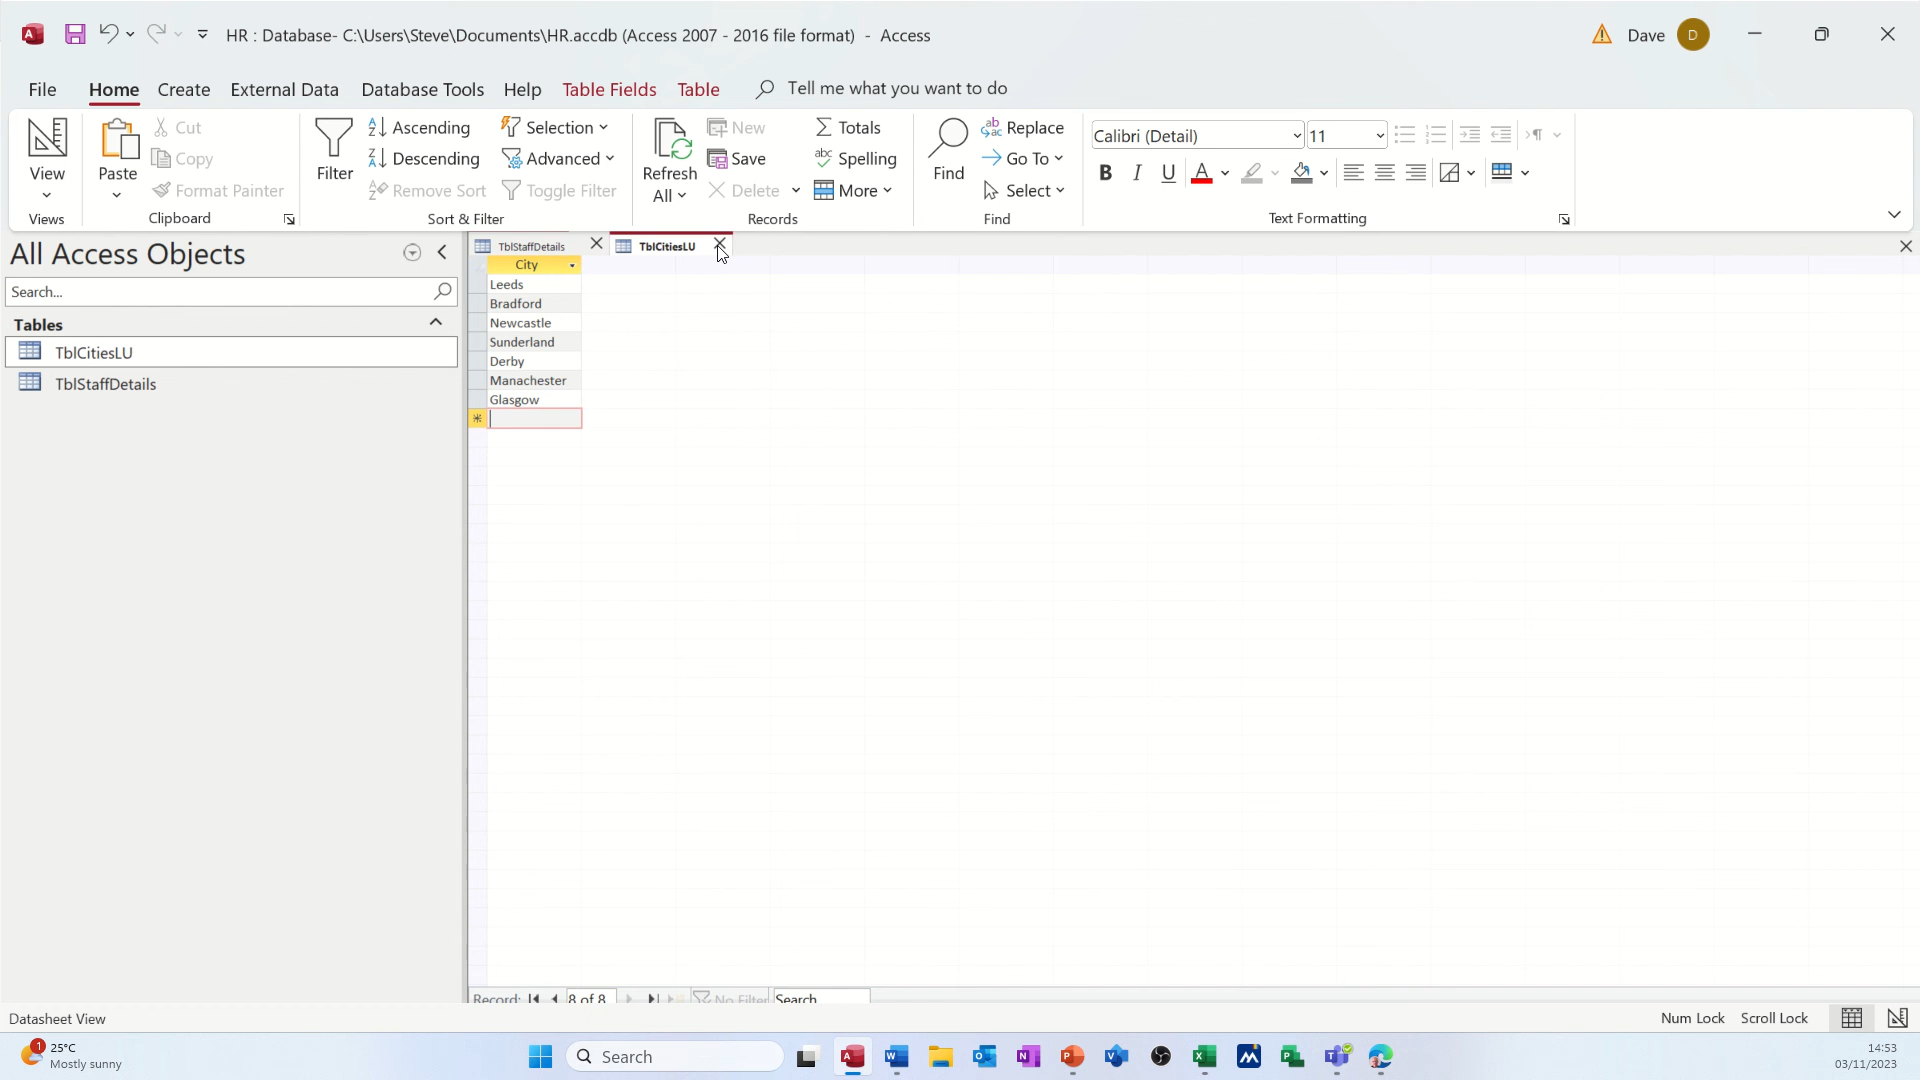 HR : Database- C:\Users\Steve\Documents\HR.accdb (Access 2007 - 2016 file format) - Access
Dave D
File Home Create External Data Database Tools Help Table Fields Table Tell me what you want to do
View
Views
Paste
Cut
Copy
Format Painter
Clipboard
Filter
Ascending
Descending
Remove Sort
Selection
Advanced
Toggle Filter
Sort & Filter
Refresh
All
New
Save
Delete
Totals
Spelling
More
Records
Find
Replace
Go To
Select
Find
Calibri (Detail) 11
B I U A
Text Formatting
All Access Objects
Search...
Tables
TblCitiesLU
TblStaffDetails
TblStaffDetails TblCitiesLU
City
Leeds
Bradford
Newcastle
Sunderland
Derby
Manachester
Glasgow
Record: 8 of 8 No Filter Search
Datasheet View
Num Lock Scroll Lock
1
25°C
Mostly sunny
Search
14:53
03/11/2023